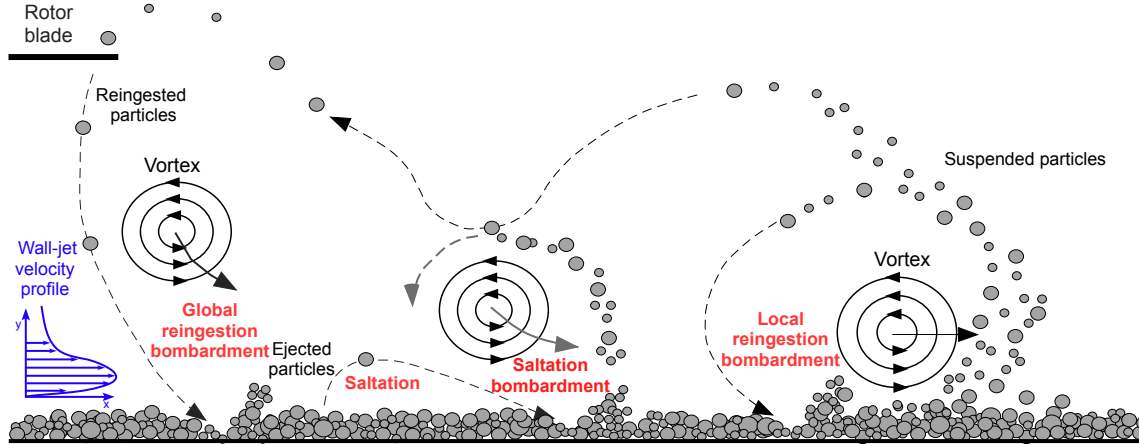 Rotor
blade
Reingested
particles
Vortex
Suspended particles
Wall-jet
velocity
profile
y
x
Global
reingestion
bombardment
Ejected
particles
Saltation
Saltation
bombardment
Vortex
Local
reingestion
bombardment